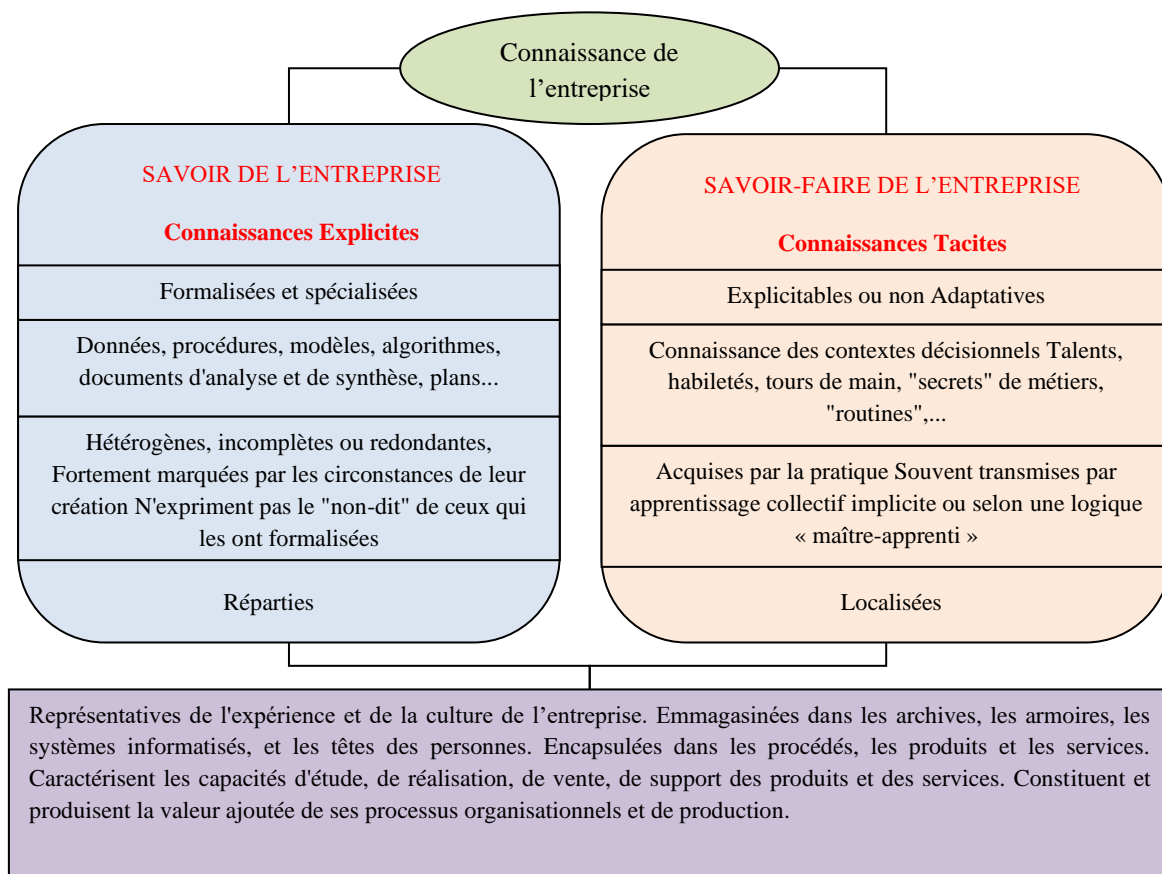 Connaissance de
l’entreprise
SAVOIR DE L’ENTREPRISE
Connaissances Explicites
Formalisées et spécialisées
Données, procédures, modèles, algorithmes,
documents d'analyse et de synthèse, plans...
Hétérogènes, incomplètes ou redondantes,
Fortement marquées par les circonstances de leur
création N'expriment pas le "non-dit" de ceux qui
les ont formalisées
Réparties
SAVOIR-FAIRE DE L’ENTREPRISE
Connaissances Tacites
Explicitables ou non Adaptatives
Connaissance des contextes décisionnels Talents,
habiletés, tours de main, "secrets" de métiers,
"routines",...
Acquises par la pratique Souvent transmises par
apprentissage collectif implicite ou selon une logique
« maître-apprenti »
Localisées
Représentatives de l'expérience et de la culture de l’entreprise. Emmagasinées dans les archives, les armoires, les
systèmes informatisés, et les têtes des personnes. Encapsulées dans les procédés, les produits et les services.
Caractérisent les capacités d'étude, de réalisation, de vente, de support des produits et des services. Constituent et
produisent la valeur ajoutée de ses processus organisationnels et de production.